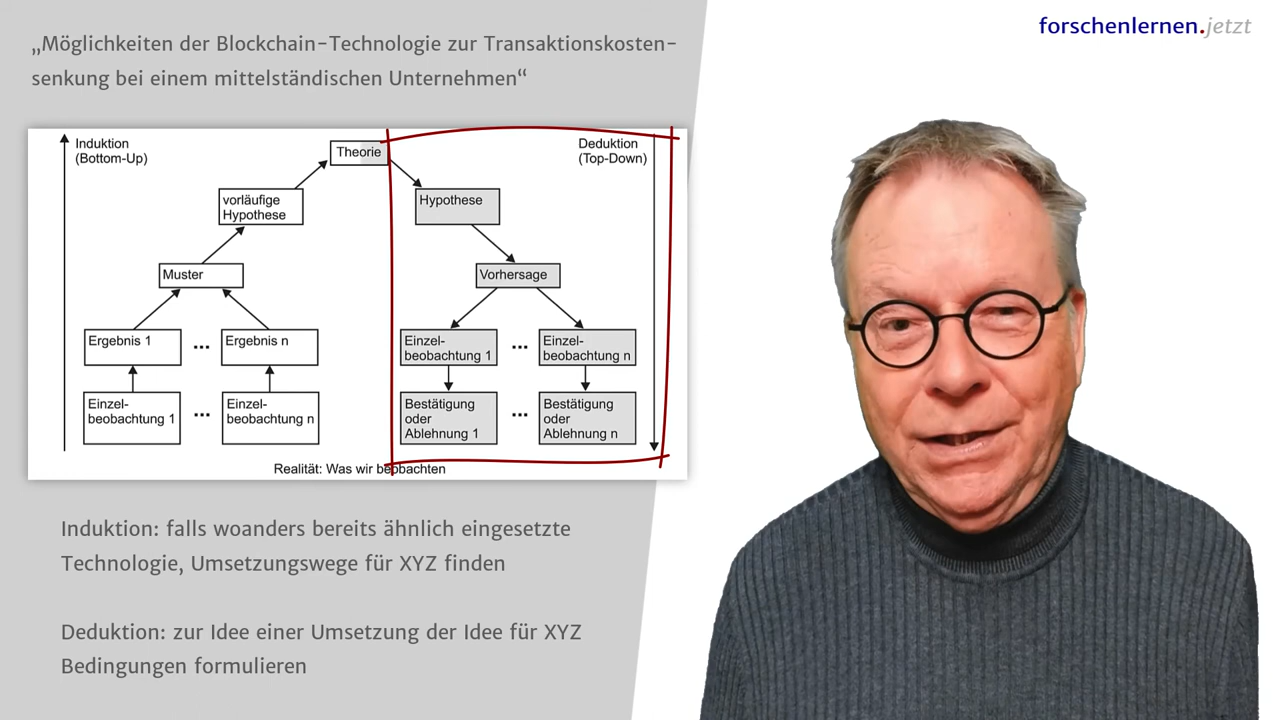 „Möglichkeiten der Blockchain-Technologie zur Transaktionskosten-
senkung bei einem mittelständischen Unternehmen“
forschenlernen.jetzt
Induktion
(Bottom-Up)
Deduktion
(Top-Down)
Theorie
vorläufige
Hypothese
Hypothese
Muster
Vorhersage
Ergebnis 1
...
Ergebnis n
Einzel-
beobachtung 1
...
Einzel-
beobachtung n
Einzel-
beobachtung 1
...
Einzel-
beobachtung n
Bestätigung
oder
Ablehnung 1
...
Bestätigung
oder
Ablehnung n
Realität: Was wir beobachten
Induktion: falls woanders bereits ähnlich eingesetzte
Technologie, Umsetzungswege für XYZ finden
Deduktion: zur Idee einer Umsetzung der Idee für XYZ
Bedingungen formulieren